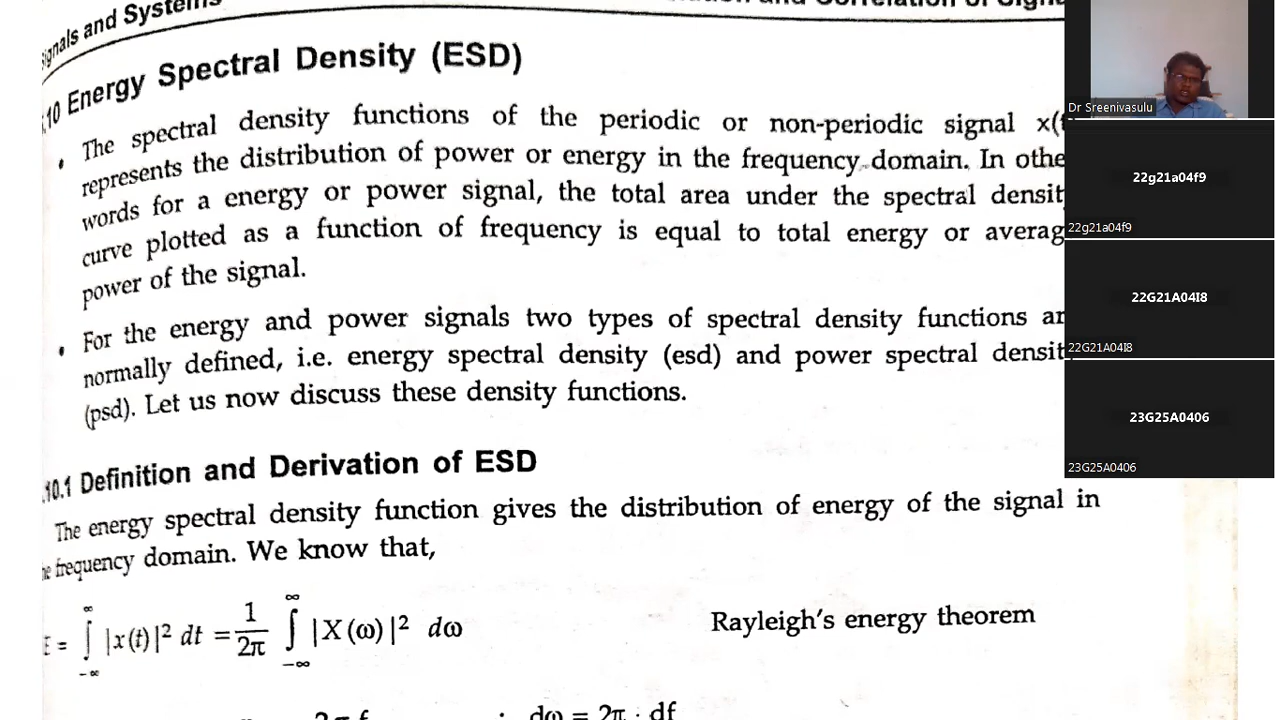 ignals and Systems
.10 Energy Spectral Density (ESD)
• The spectral density functions of the periodic or non-periodic signal x(t
represents the distribution of power or energy in the frequency domain. In othe
words for a energy or power signal, the total area under the spectral densit
curve plotted as a function of frequency is equal to total energy or averag
power of the signal.
• For the energy and power signals two types of spectral density functions ar
normally defined, i.e. energy spectral density (esd) and power spectral densit
(psd). Let us now discuss these density functions.
.10.1 Definition and Derivation of ESD
The energy spectral density function gives the distribution of energy of the signal in
he frequency domain. We know that,
E = ∫_{-∞}^{∞} |x(t)|² dt = 1/2π ∫_{-∞}^{∞} |X(ω)|² dω Rayleigh's energy theorem
2π f ∴ dω = 2π · df
Dr Sreenivasulu
22g21a04f9
22g21a04f9
22G21A04I8
22G21A04I8
23G25A0406
23G25A0406